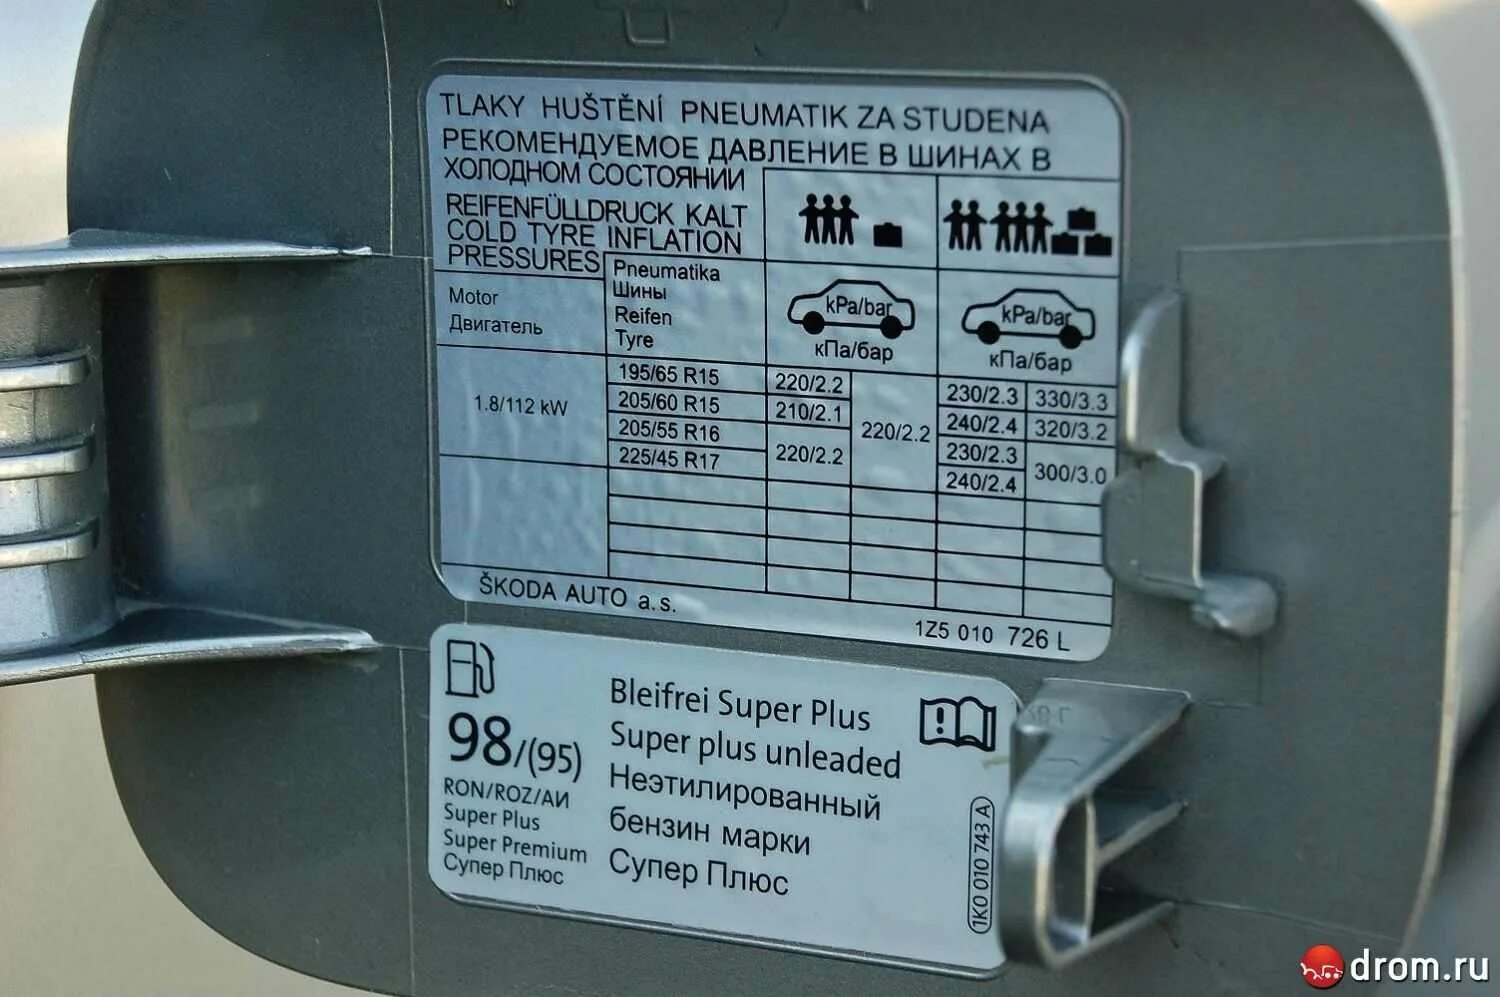 TLAKY HUŠTĚNÍ PNEUMATIK ZA STUDENA
РЕКОМЕНДУЕМОЕ ДАВЛЕНИЕ В ШИНАХ В
ХОЛОДНОМ СОСТОЯНИИ
REIFENFÜLLDRUCK KALT
COLD TYRE INFLATION
PRESSURES
Pneumatika
Шины
Reifen
Tyre
Motor
Двигатель
kPa/bar
кПа/бар
kPa/bar
кПа/бар
1.8/112 kW
195/65 R15 220/2.2 220/2.2 230/2.3 330/3.3
205/60 R15 210/2.1 240/2.4 320/3.2
205/55 R16 220/2.2 230/2.3 300/3.0
225/45 R17 240/2.4
ŠKODA AUTO a.s.
1Z5 010 726 L
98/(95)
RON/ROZ/АИ
Super Plus
Super Premium
Супер Плюс
Bleifrei Super Plus
Super plus unleaded
Неэтилированный
бензин марки
Супер Плюс
1K0 010 743 A
drom.ru